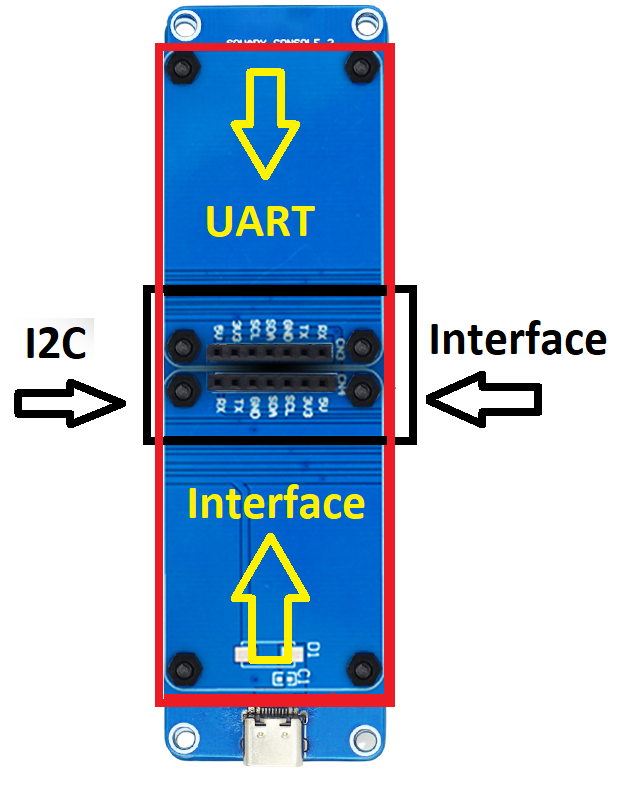 SQUARY CONSOLE 2
UART
I2C
Interface
5V 3V3 SCL SDA GND TX RX
CN3
CN4
RX TX GND SDA SCL 3V3 5V
Interface
D1
C1